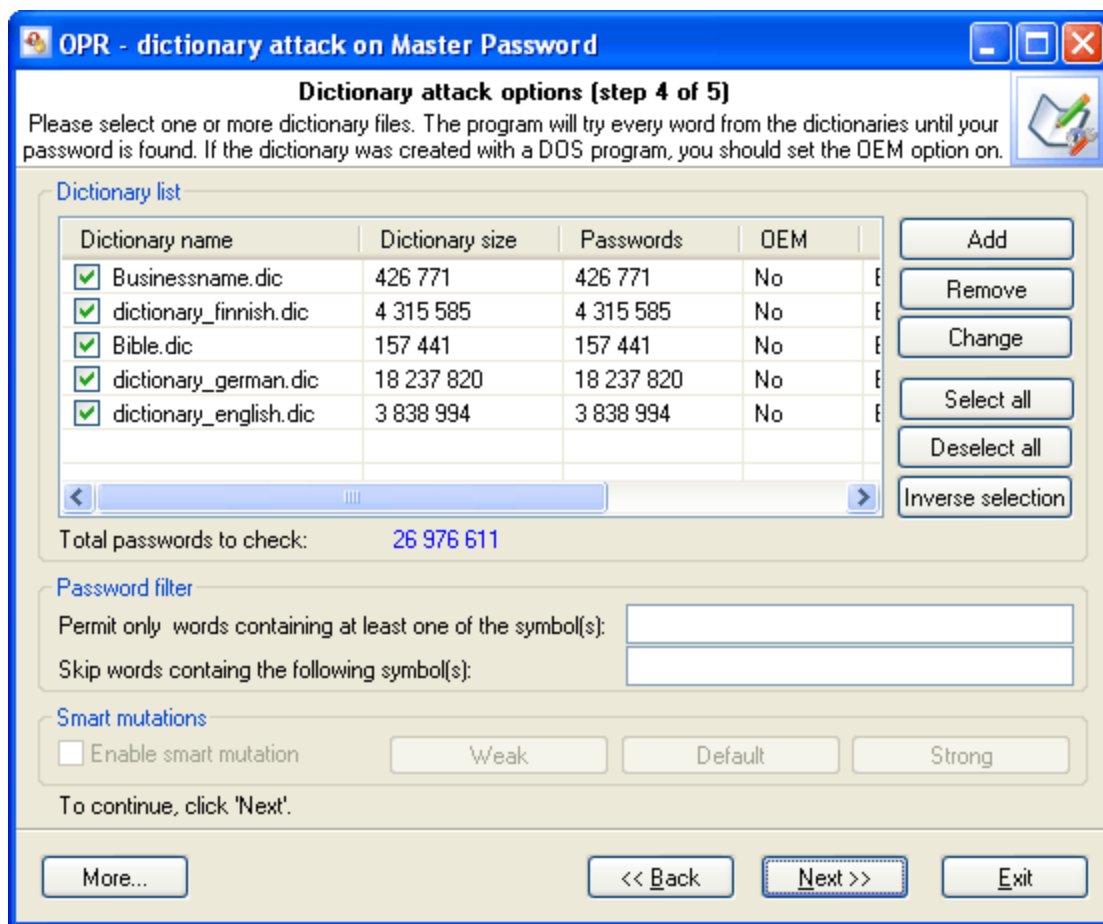 OPR - dictionary attack on Master Password
Dictionary attack options (step 4 of 5)
Please select one or more dictionary files. The program will try every word from the dictionaries until your
password is found. If the dictionary was created with a DOS program, you should set the OEM option on.
Dictionary list
Dictionary name Dictionary size Passwords OEM
Businessname.dic 426 771 426 771 No
dictionary_finnish.dic 4 315 585 4 315 585 No
Bible.dic 157 441 157 441 No
dictionary_german.dic 18 237 820 18 237 820 No
dictionary_english.dic 3 838 994 3 838 994 No
Add
Remove
Change
Select all
Deselect all
Inverse selection
Total passwords to check: 26 976 611
Password filter
Permit only words containing at least one of the symbol(s):
Skip words containg the following symbol(s):
Smart mutations
Enable smart mutation Weak Default Strong
To continue, click 'Next'.
More... << Back Next >> Exit